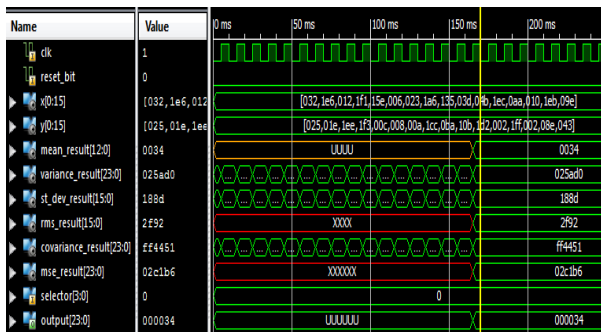 Name Value 0 ms 50 ms 100 ms 150 ms 200 ms
clk 1
reset_bit 0
x[0:15] [032,1e6,012 [032,1e6,012,1f1,15e,006,023,1a6,135,03d,04b,1ec,0aa,010,1eb,09e]
y[0:15] [025,01e,1ee [025,01e,1ee,1f3,00c,008,00a,1cc,0ba,10b,1d2,002,1ff,002,08e,043]
mean_result[12:0] 0034 UUUU 0034
variance_result[23:0] 025ad0 ... ... ... ... ... ... ... ... ... ... ... ... ... 025ad0
st_dev_result[15:0] 188d ... ... ... ... ... ... ... ... ... ... ... ... ... 188d
rms_result[15:0] 2f92 XXXX 2f92
covariance_result[23:0] ff4451 ... ... ... ... ... ... ... ... ... ... ... ... ... ff4451
mse_result[23:0] 02c1b6 XXXXXX 02c1b6
selector[3:0] 0 0
output[23:0] 000034 UUUUUU 000034